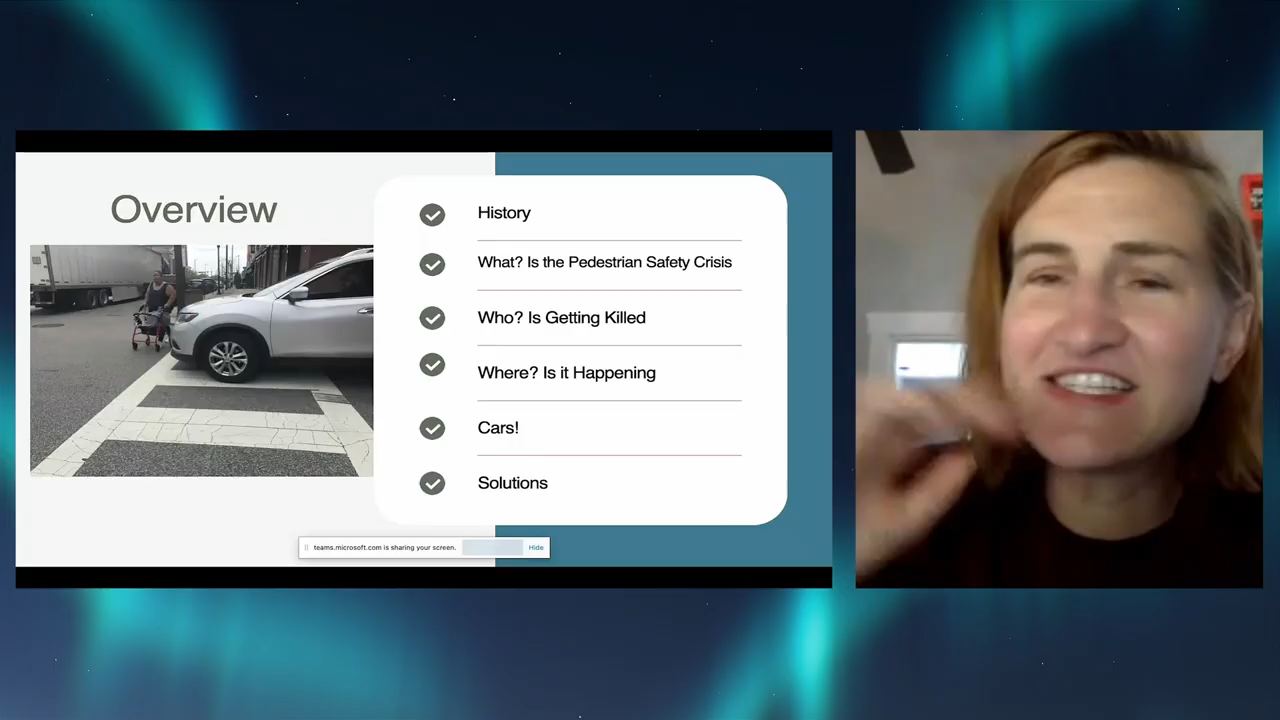 Overview
History
What? Is the Pedestrian Safety Crisis
Who? Is Getting Killed
Where? Is it Happening
Cars!
Solutions
teams.microsoft.com is sharing your screen.
Hide